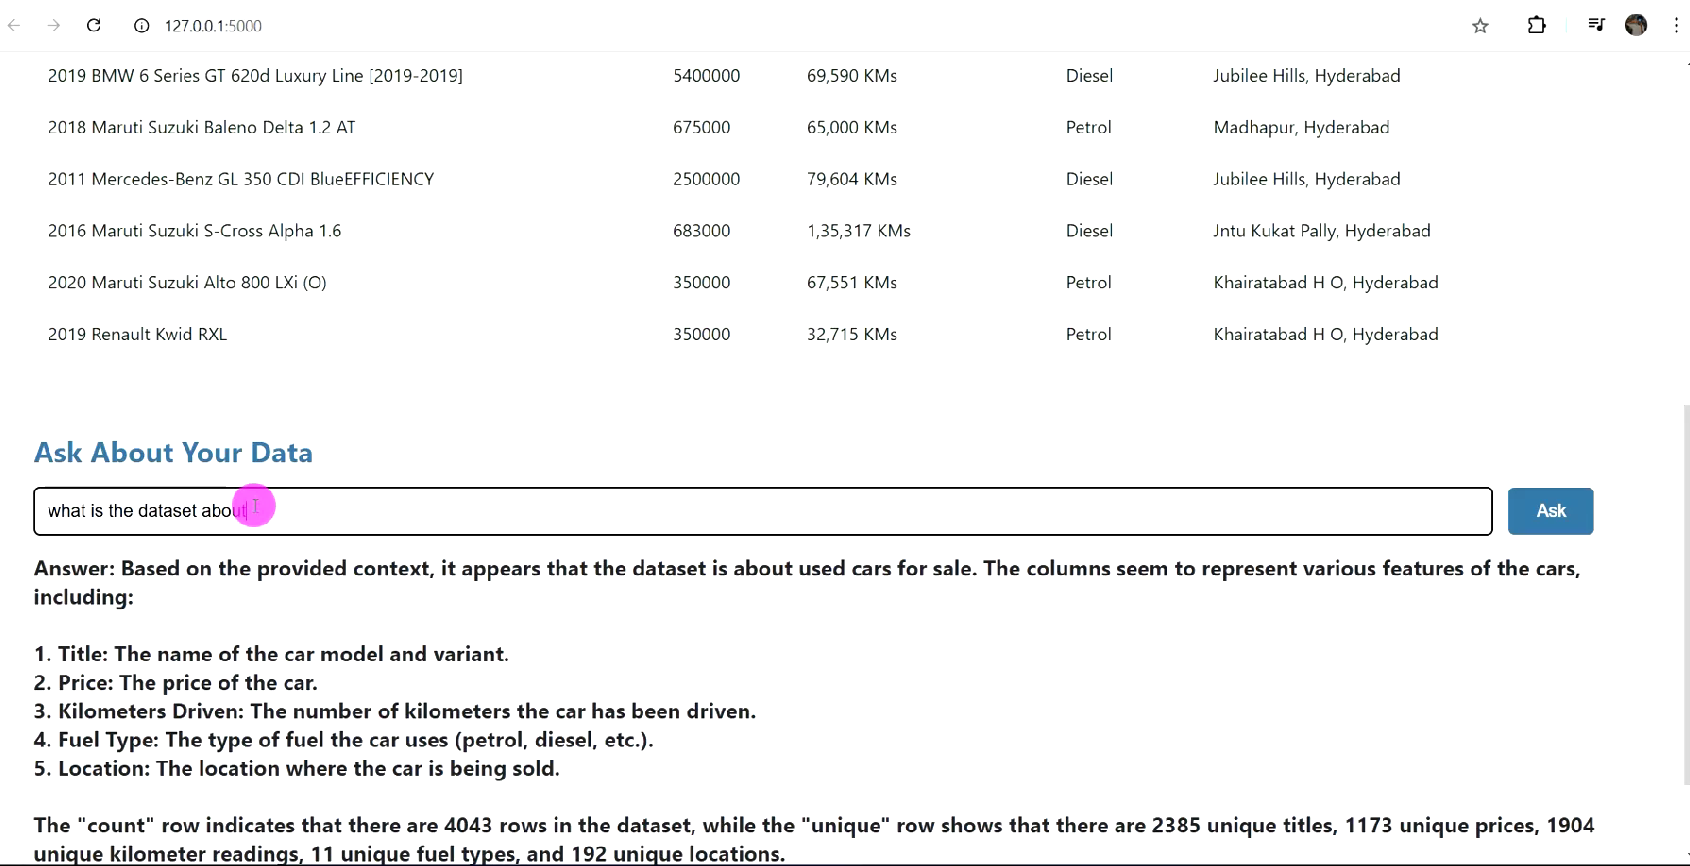 127.0.0.1:5000
2019 BMW 6 Series GT 620d Luxury Line [2019-2019] 5400000 69,590 KMs Diesel Jubilee Hills, Hyderabad
2018 Maruti Suzuki Baleno Delta 1.2 AT 675000 65,000 KMs Petrol Madhapur, Hyderabad
2011 Mercedes-Benz GL 350 CDI BlueEFFICIENCY 2500000 79,604 KMs Diesel Jubilee Hills, Hyderabad
2016 Maruti Suzuki S-Cross Alpha 1.6 683000 1,35,317 KMs Diesel Jntu Kukat Pally, Hyderabad
2020 Maruti Suzuki Alto 800 LXi (O) 350000 67,551 KMs Petrol Khairatabad H O, Hyderabad
2019 Renault Kwid RXL 350000 32,715 KMs Petrol Khairatabad H O, Hyderabad
Ask About Your Data
what is the dataset about Ask
Answer: Based on the provided context, it appears that the dataset is about used cars for sale. The columns seem to represent various features of the cars,
including:
1. Title: The name of the car model and variant.
2. Price: The price of the car.
3. Kilometers Driven: The number of kilometers the car has been driven.
4. Fuel Type: The type of fuel the car uses (petrol, diesel, etc.).
5. Location: The location where the car is being sold.
The "count" row indicates that there are 4043 rows in the dataset, while the "unique" row shows that there are 2385 unique titles, 1173 unique prices, 1904
unique kilometer readings, 11 unique fuel types, and 192 unique locations.